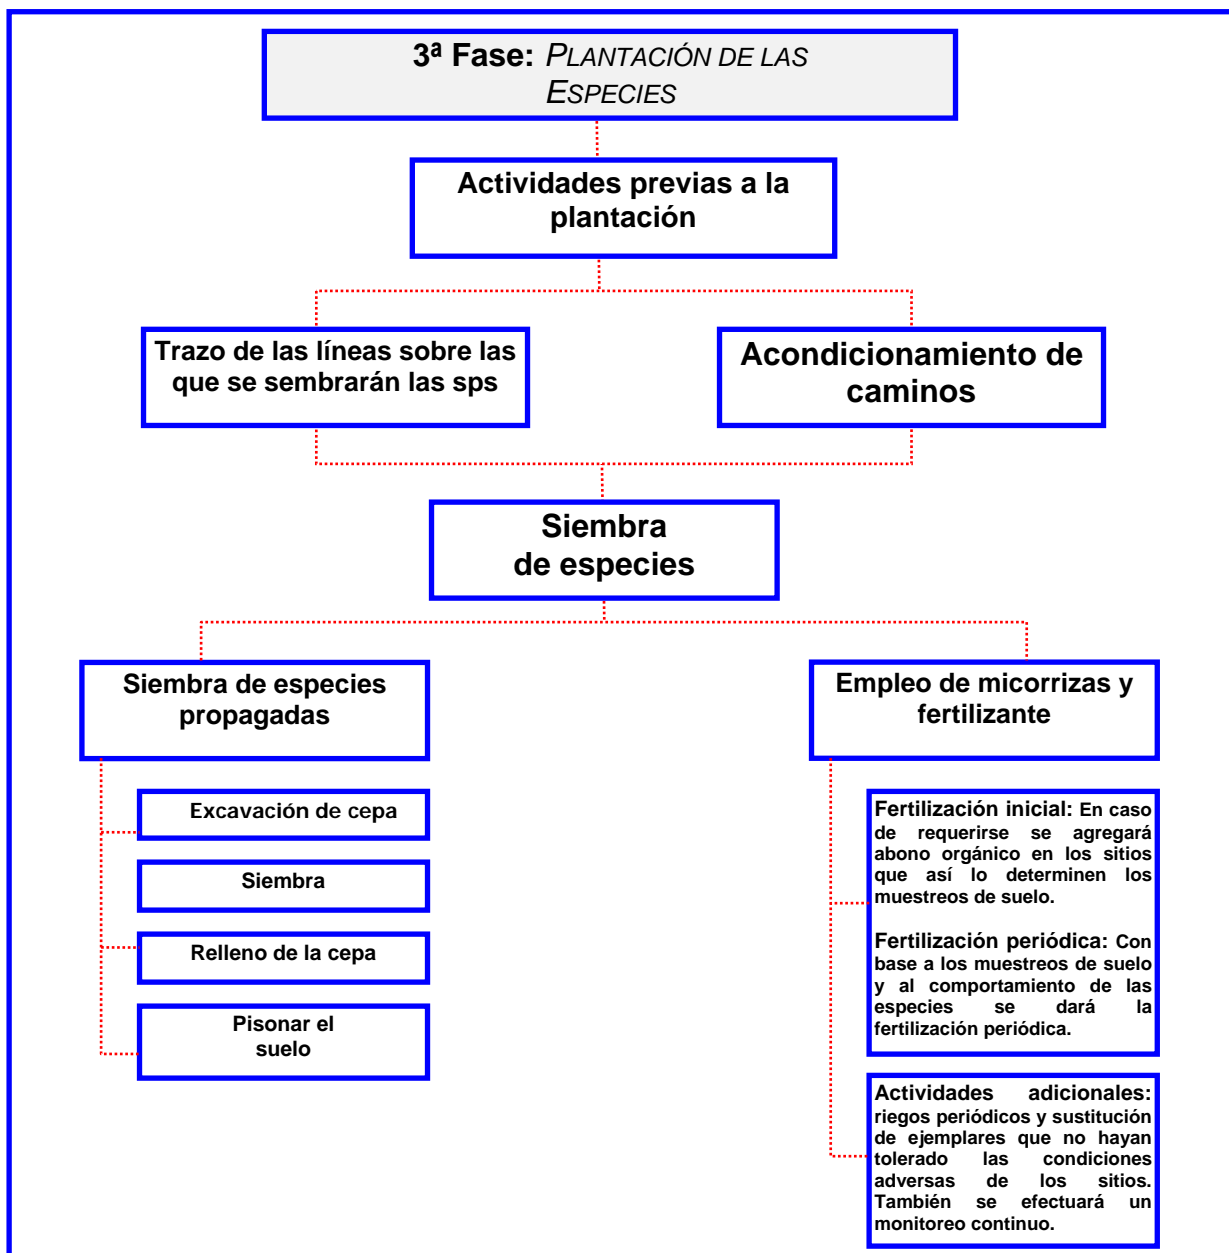 3ª Fase: PLANTACIÓN DE LAS
ESPECIES
Actividades previas a la
plantación
Trazo de las líneas sobre las
que se sembrarán las sps
Acondicionamiento de
caminos
Siembra
de especies
Siembra de especies
propagadas
Excavación de cepa
Siembra
Relleno de la cepa
Pisonar el
suelo
Empleo de micorrizas y
fertilizante
Fertilización inicial: En caso
de requerirse se agregará
abono orgánico en los sitios
que así lo determinen los
muestreos de suelo.
Fertilización periódica: Con
base a los muestreos de suelo
y al comportamiento de las
especies se dará la
fertilización periódica.
Actividades adicionales:
riegos periódicos y sustitución
de ejemplares que no hayan
tolerado las condiciones
adversas de los sitios.
También se efectuará un
monitoreo continuo.